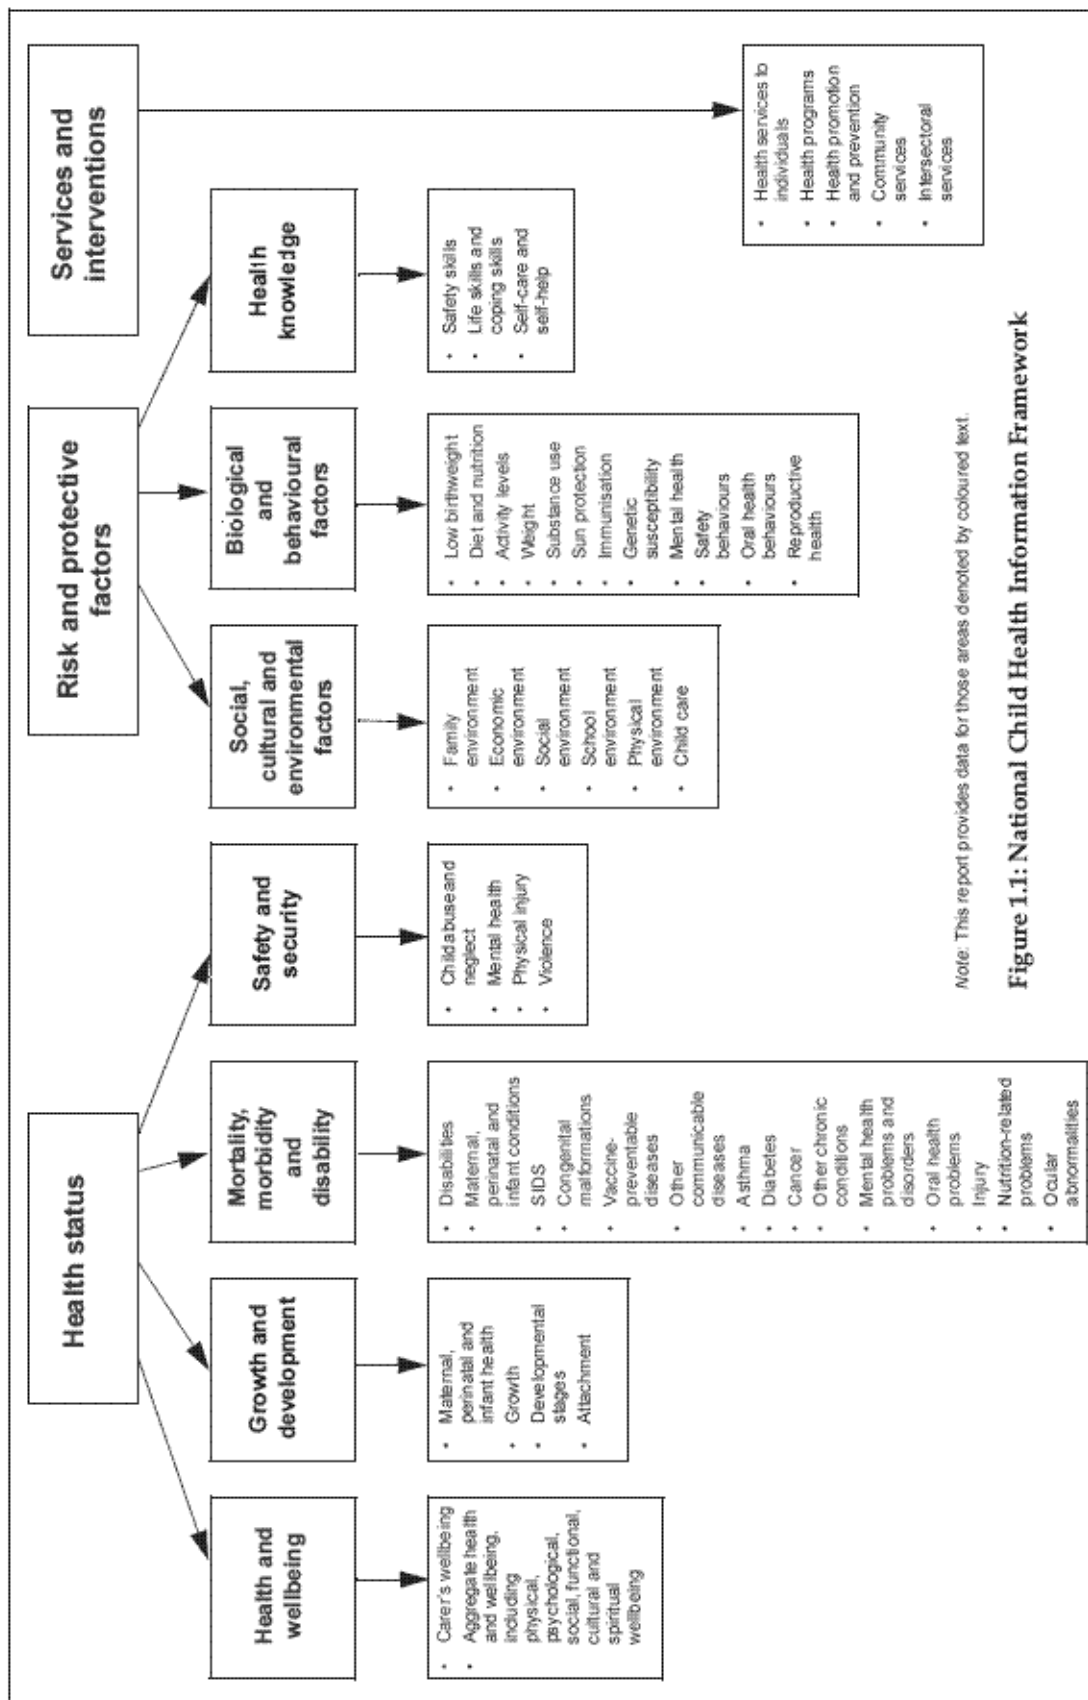 Health status
Risk and protective
factors
Services and
interventions
Health and
wellbeing
Growth and
development
Mortality,
morbidity
and
disability
Safety and
security
Social,
cultural and
environmental
factors
Biological
and
behavioural
factors
Health
knowledge
• Carer's wellbeing
• Aggregate health
and wellbeing,
including
physical,
psychological,
social, functional,
cultural and
spiritual
wellbeing
• Maternal,
perinatal and
infant health
• Growth
• Developmental
stages
• Attachment
• Disabilities
• Maternal,
perinatal and
infant conditions
• SIDS
• Congenital
malformations
• Vaccine-
preventable
diseases
• Other
communicable
diseases
• Asthma
• Diabetes
• Cancer
• Other chronic
conditions
• Mental health
problems and
disorders
• Oral health
problems
• Injury
• Nutrition-related
problems
• Ocular
abnormalities
• Child abuse and
neglect
• Mental health
• Physical injury
• Violence
• Family
environment
• Economic
environment
• Social
environment
• School
environment
• Physical
environment
• Child care
• Low birthweight
• Diet and nutrition
• Activity levels
• Weight
• Substance use
• Sun protection
• Immunisation
• Genetic
susceptibility
• Mental health
• Safety
behaviours
• Oral health
behaviours
• Reproductive
health
• Safety skills
• Life skills and
coping skills
• Self-care and
self-help
• Health services to
individuals
• Health programs
• Health promotion
and prevention
• Community
services
• Intersectoral
services
Note: This report provides data for those areas denoted by coloured text.
Figure 1.1: National Child Health Information Framework